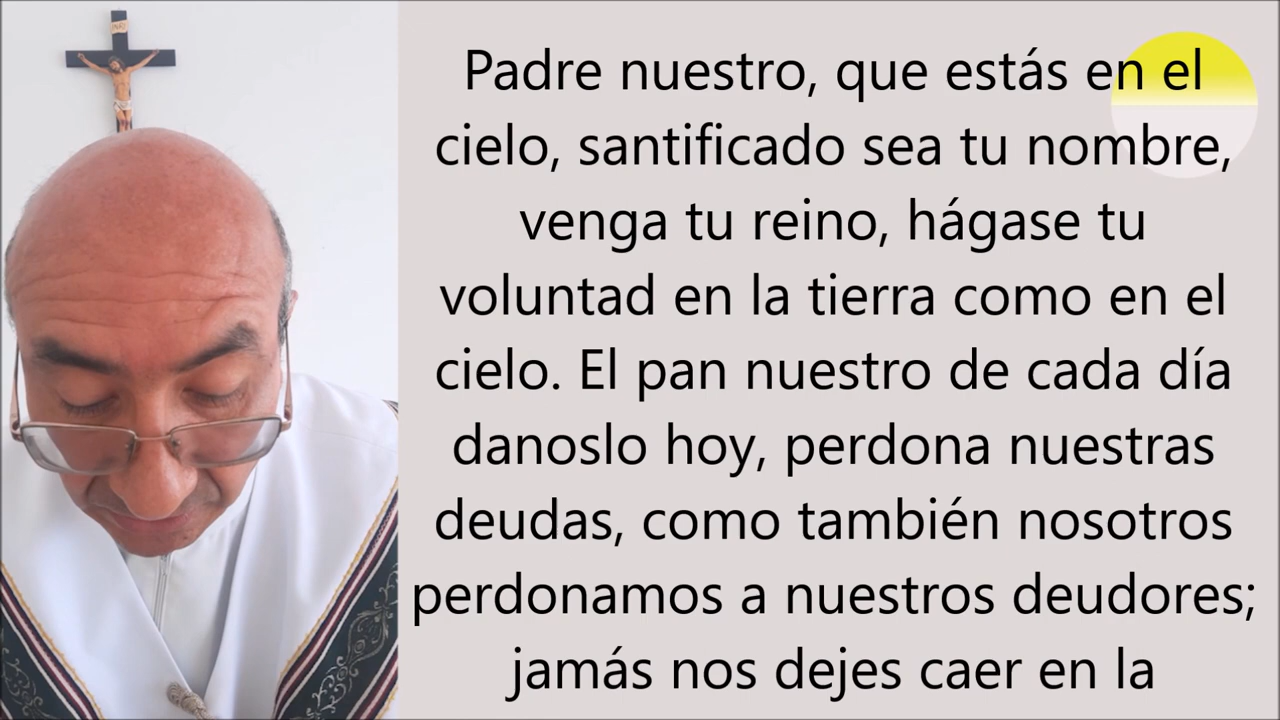 Padre nuestro, que estás en el
cielo, santificado sea tu nombre,
venga tu reino, hágase tu
voluntad en la tierra como en el
cielo. El pan nuestro de cada día
danoslo hoy, perdona nuestras
deudas, como también nosotros
perdonamos a nuestros deudores;
jamás nos dejes caer en la